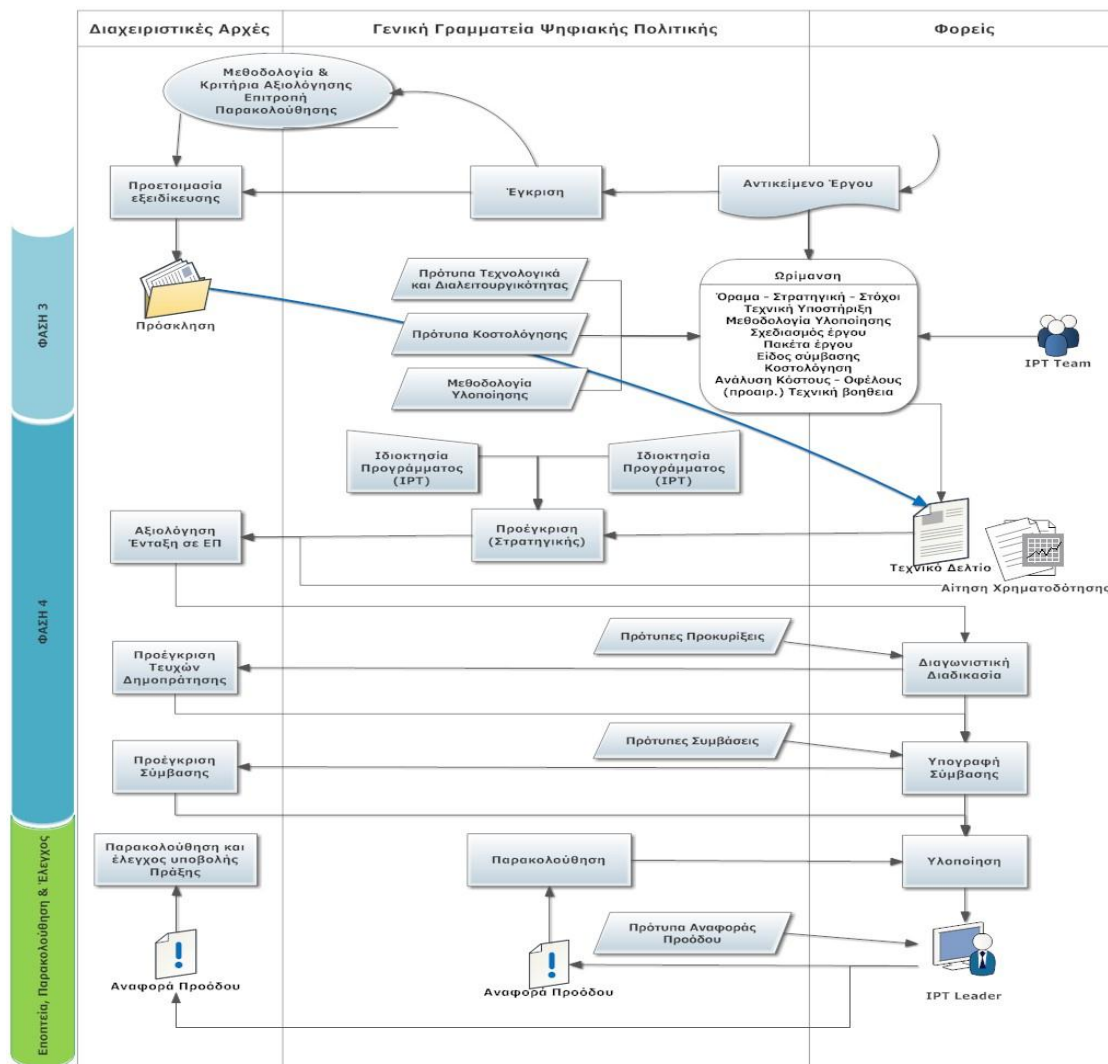 Διαχειριστικές Αρχές
Γενική Γραμματεία Ψηφιακής Πολιτικής
Φορείς
Μεθοδολογία &
Κριτήρια Αξιολόγησης
Επιτροπή
Παρακολούθησης
Προετοιμασία
εξειδίκευσης
Έγκριση
Αντικείμενο Έργου
ΦΑΣΗ 3
Πρόσκληση
Πρότυπα Τεχνολογικά
και Διαλειτουργικότητας
Πρότυπα Κοστολόγησης
Μεθοδολογία
Υλοποίησης
Ωρίμανση
Όραμα - Στρατηγική - Στόχοι
Τεχνική Υποστήριξη
Μεθοδολογία Υλοποίησης
Σχεδιασμός έργου
Πακέτα έργου
Είδος σύμβασης
Κοστολόγηση
Ανάλυση Κόστους - Οφέλους
(προαιρ.) Τεχνική βοηθεια
IPT Team
ΦΑΣΗ 4
Ιδιοκτησία
Προγράμματος
(IPT)
Ιδιοκτησία
Προγράμματος
(IPT)
Αξιολόγηση
Ένταξη σε ΕΠ
Προέγκριση
(Στρατηγικής)
Τεχνικό Δελτίο
Αίτηση Χρηματοδότησης
Πρότυπες Προκυρίξεις
Προέγκριση
Τευχών
Δημοπράτησης
Διαγωνιστική
Διαδικασία
Πρότυπες Συμβάσεις
Προέγκριση
Σύμβασης
Υπογραφή
Σύμβασης
Εποπτεία, Παρακολούθηση & Έλεγχος
Παρακολούθηση και
έλεγχος υποβολής
Πράξης
Παρακολούθηση
Υλοποίηση
Πρότυπα Αναφοράς
Προόδου
Αναφορά Προόδου
Αναφορά Προόδου
IPT Leader